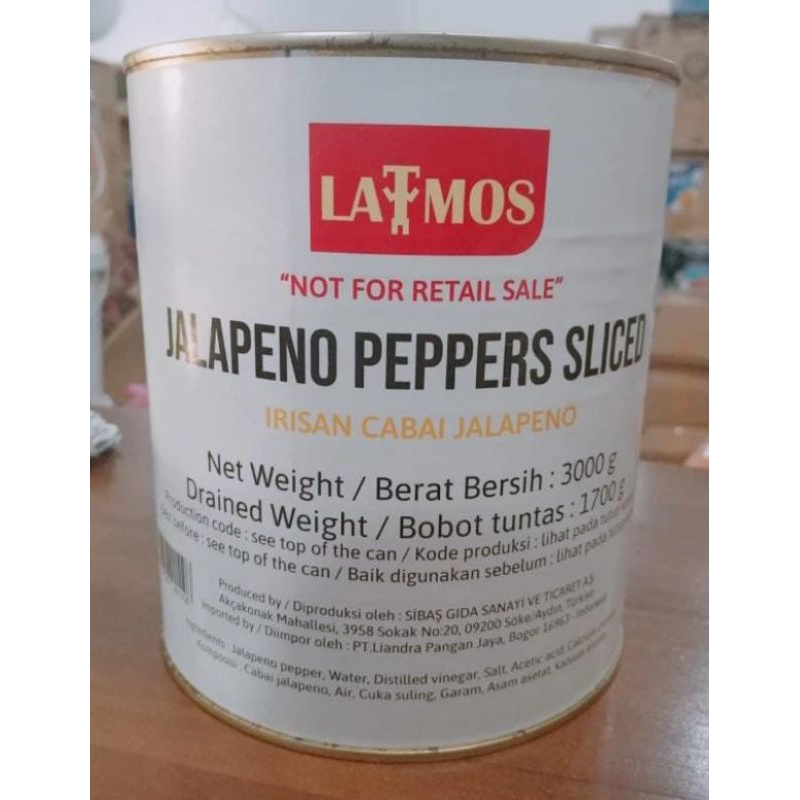 LATMOS
"NOT FOR RETAIL SALE"
JALAPENO PEPPERS SLICED
IRISAN CABAI JALAPENO
Net Weight / Berat Bersih : 3000 g
Drained Weight / Bobot tuntas : 1700 g
Production code : see top of the can / Kode produksi : lihat pada
before : see top of the can / Baik digunakan sebelum : lihat pada
Produced by / Diproduksi oleh : SİBAŞ GIDA SANAYİ VE TİCARET A.Ş.
Akçakonak Mahallesi, 3958 Sokak No:20, 09200 Söke/Aydın, Türkiye
Imported by / Diimpor oleh : PT.Liandra Pangan Jaya, Bogor 16963 - Indonesia
Ingredients : Jalapeno pepper, Water, Distilled vinegar, Salt, Acetic acid,
Komposisi : Cabai jalapeno, Air, Cuka suling, Garam, Asam asetat,